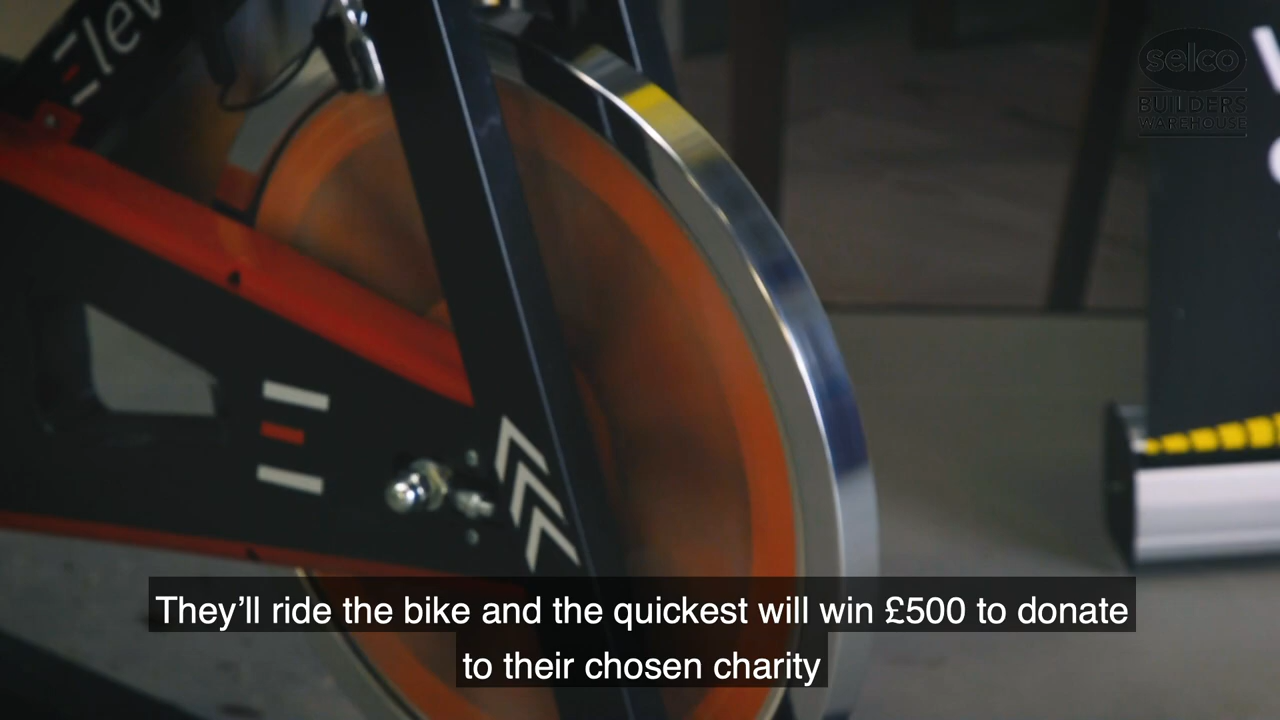 Elev
selco
BUILDERS
WAREHOUSE
They'll ride the bike and the quickest will win £500 to donate
to their chosen charity